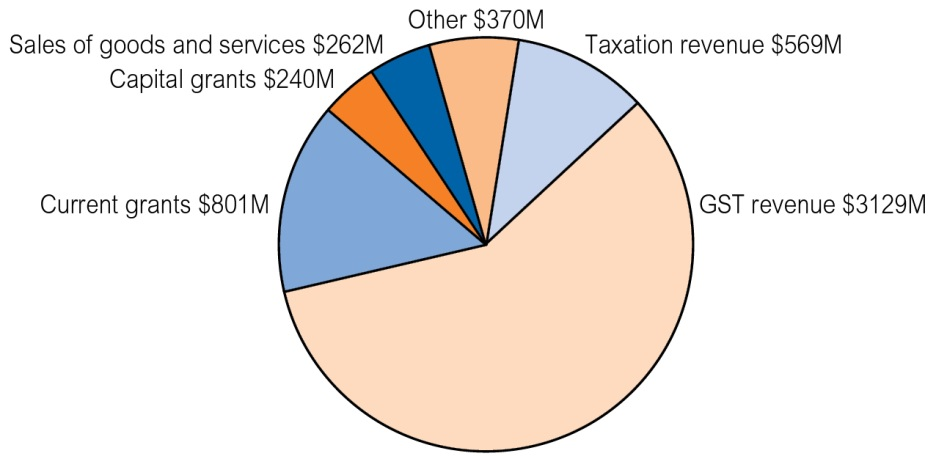 Other $370M
Sales of goods and services $262M
Taxation revenue $569M
Capital grants $240M
Current grants $801M
GST revenue $3129M